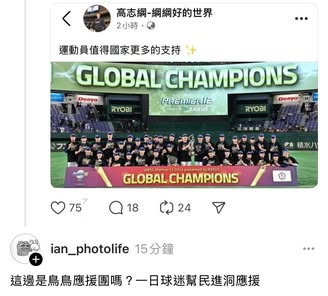 高志綱-綱綱好的世界
2小時・
運動員值得國家更多的支持 ✨
GLOBAL CHAMPIONS
RYOBI
PREMIER12
RYOBI
GLOBAL CHAMPIONS
75
18
24
ian_photolife 15分鐘
這邊是鳥鳥應援團嗎？一日球迷幫民進洞應援